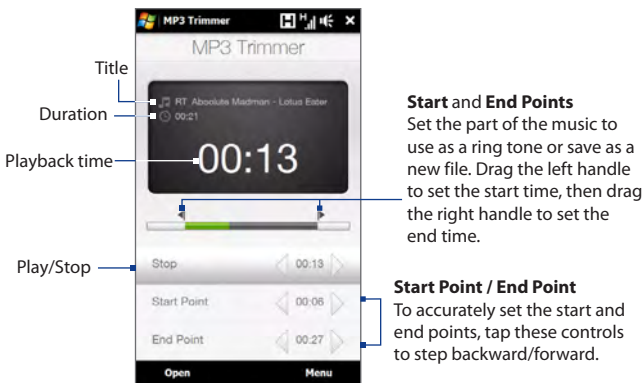 MP3 Trimmer
H
MP3 Trimmer
Title
RT Absolute Madman - Lotus Eater
Duration
00:21
Playback time
00:13
Start and End Points
Set the part of the music to
use as a ring tone or save as a
new file. Drag the left handle
to set the start time, then drag
the right handle to set the
end time.
Play/Stop
Stop
00:13
Start Point
00:06
End Point
00:27
Start Point / End Point
To accurately set the start and
end points, tap these controls
to step backward/forward.
Open
Menu